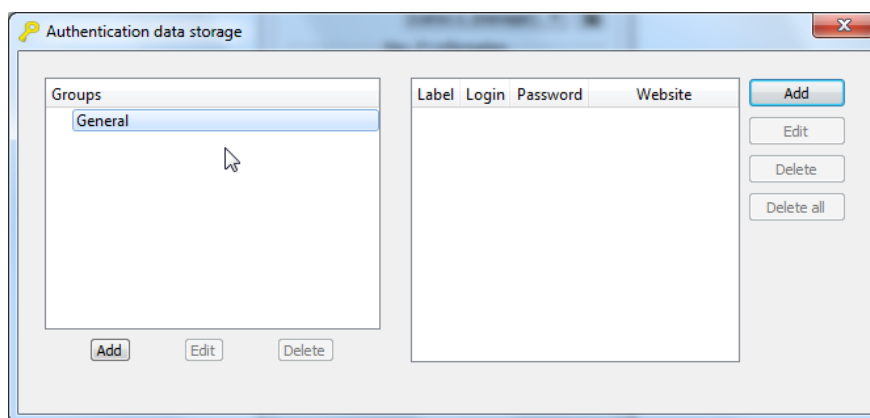 Authentication data storage
Groups
General
Add Edit Delete
Label Login Password Website
Add
Edit
Delete
Delete all